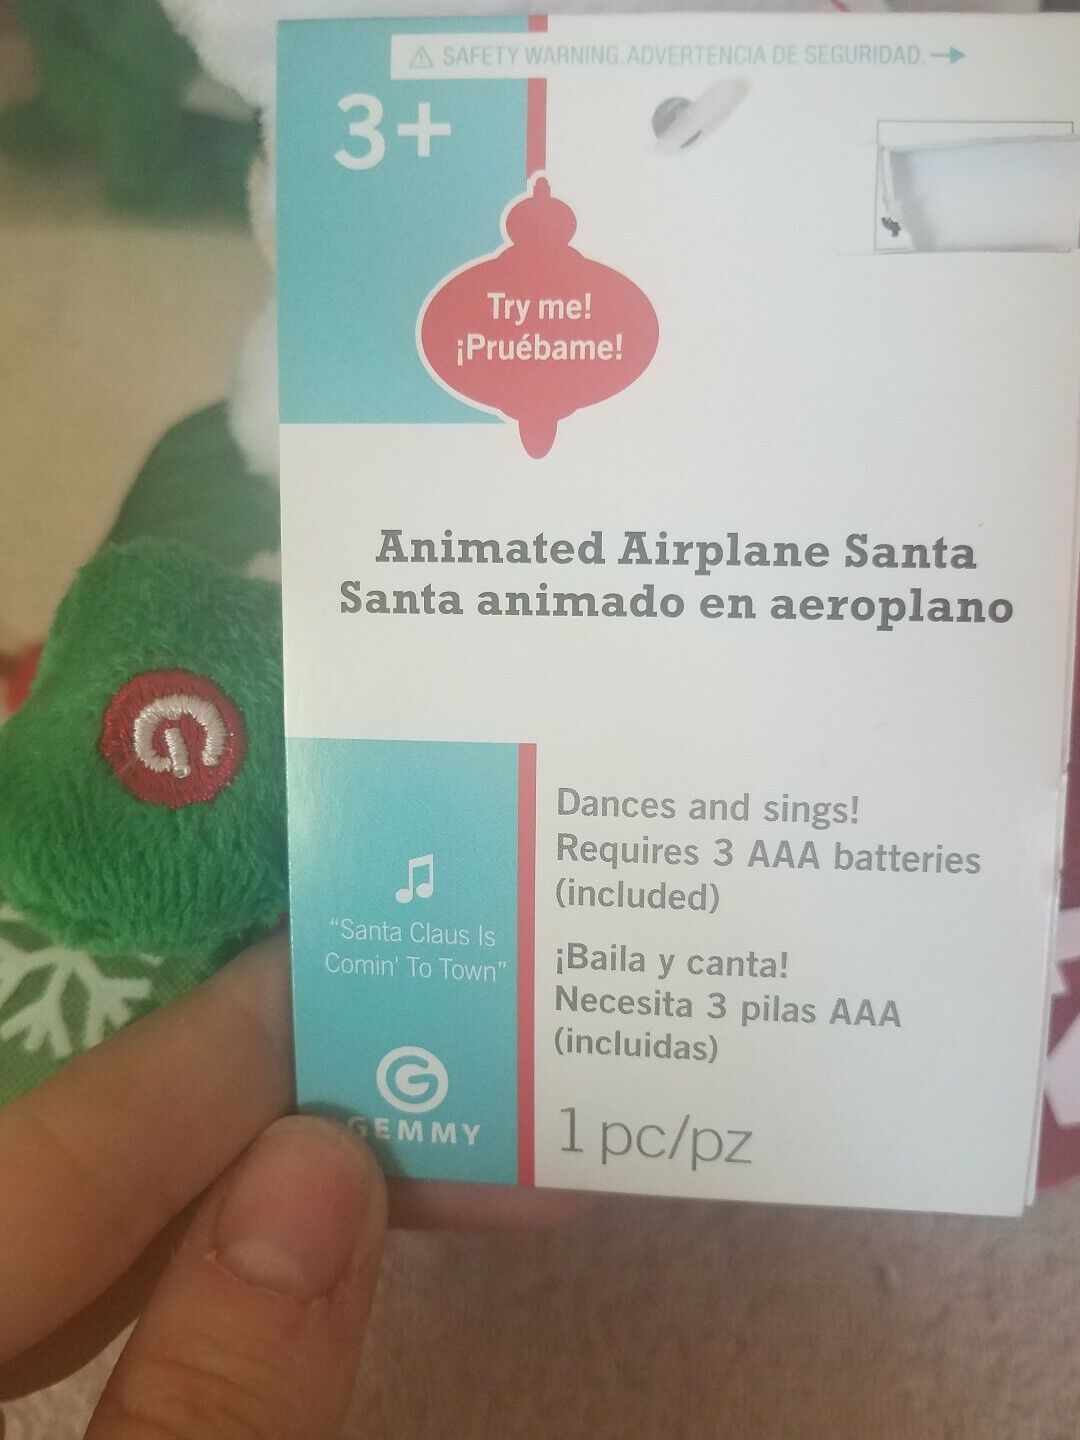 SAFETY WARNING. ADVERTENCIA DE SEGURIDAD.
3+
Try me!
¡Pruébame!
Animated Airplane Santa
Santa animado en aeroplano
Dances and sings!
Requires 3 AAA batteries
(included)
¡Baila y canta!
Necesita 3 pilas AAA
(incluidas)
1 pc/pz
"Santa Claus Is
Comin' To Town"
GEMMY